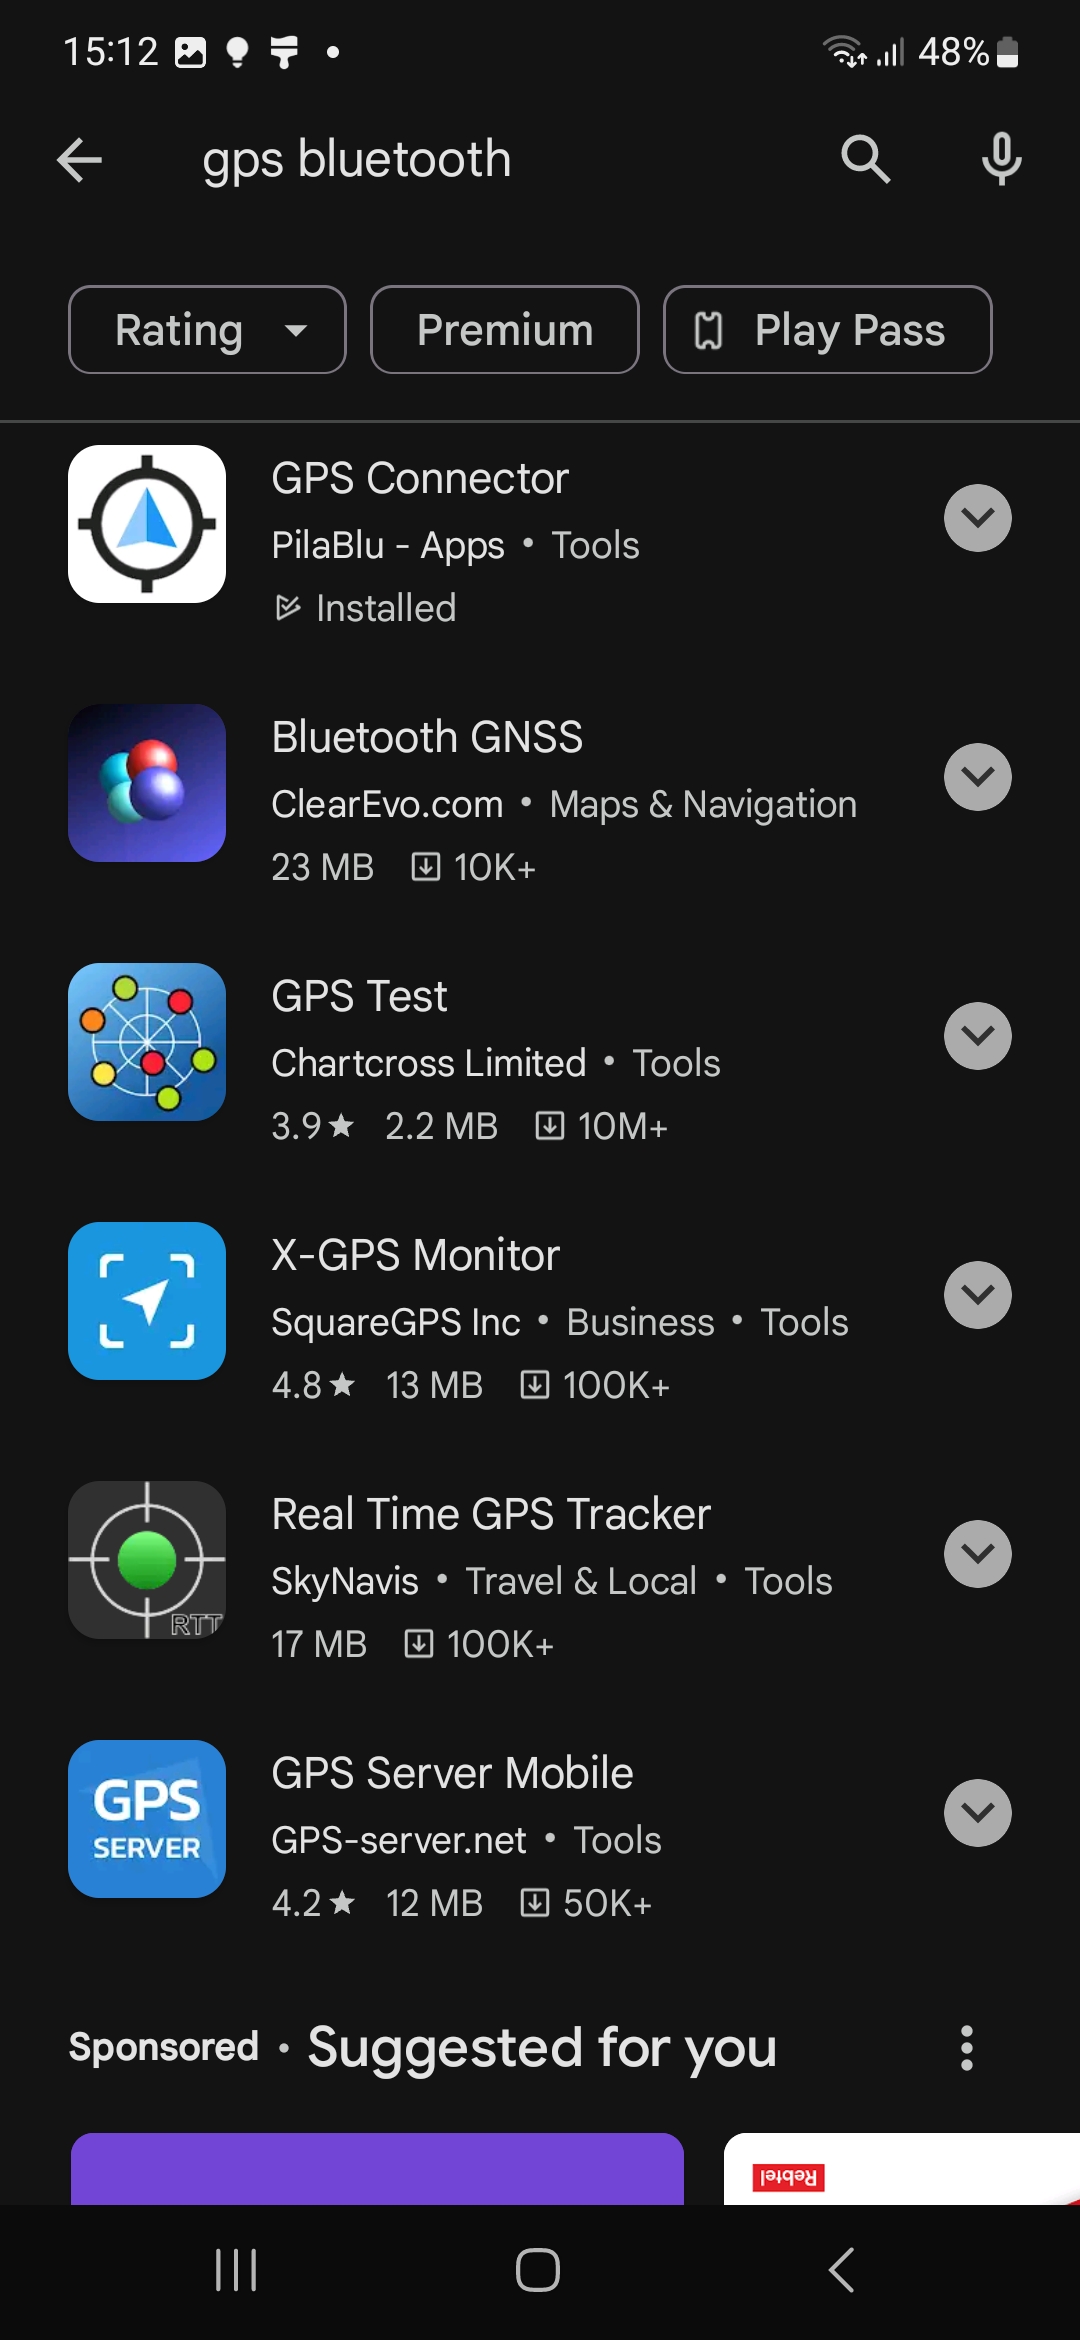 15:12
48%
gps bluetooth
Rating
Premium
Play Pass
GPS Connector
PilaBlu - Apps • Tools
Installed
Bluetooth GNSS
ClearEvo.com • Maps & Navigation
23 MB 10K+
GPS Test
Chartcross Limited • Tools
3.9★ 2.2 MB 10M+
X-GPS Monitor
SquareGPS Inc • Business • Tools
4.8★ 13 MB 100K+
RTT
Real Time GPS Tracker
SkyNavis • Travel & Local • Tools
17 MB 100K+
GPS
SERVER
GPS Server Mobile
GPS-server.net • Tools
4.2★ 12 MB 50K+
Sponsored • Suggested for you
Rebtel